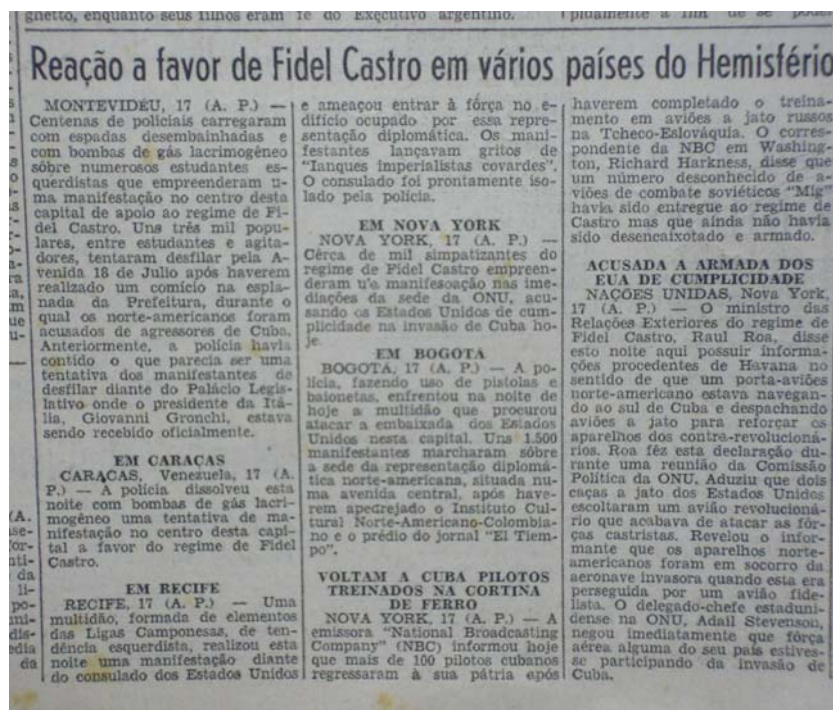 ghetto, enquanto seus filhos eram
fe do Executivo argentino.
Reação a favor de Fidel Castro em vários países do Hemisfério
MONTEVIDÉU, 17 (A. P.) —
Centenas de policiais carregaram
com espadas desembainhadas e
com bombas de gás lacrimogêneo
sôbre numerosos estudantes es-
querdistas que empreenderam u-
ma manifestação no centro desta
capital de apoio ao regime de Fi-
del Castro. Uns três mil popu-
lares, entre estudantes e agita-
dores, tentaram desfilar pela A-
venida 18 de Julio após haverem
realizado um comício na espla-
nada da Prefeitura, durante o
qual os norte-americanos foram
acusados de agressores de Cuba.
Anteriormente, a polícia havia
contido o que parecia ser uma
tentativa dos manifestantes de
desfilar diante do Palácio Legis-
lativo onde o presidente da Itá-
lia, Giovanni Gronchi, estava
sendo recebido oficialmente.
EM CARAÇAS
CARAÇAS, Venezuela, 17 (A.
P.) — A polícia dissolveu esta
noite com bombas de gás lacri-
mogêneo uma tentativa de ma-
nifestação no centro desta capi-
tal a favor do regime de Fidel
Castro.
EM RECIFE
RECIFE, 17 (A. P.) — Uma
multidão, formada de elementos
das Ligas Camponesas, de ten-
dência esquerdista, realizou esta
noite uma manifestação diante
do consulado dos Estados Unidos
e ameaçou entrar à fôrça no e-
difício ocupado por essa repre-
sentação diplomática. Os mani-
festantes lançavam gritos de
"Ianques imperialistas covardes".
O consulado foi prontamente iso-
lado pela polícia.
EM NOVA YORK
NOVA YORK, 17 (A. P.) —
Cêrca de mil simpatizantes do
regime de Fidel Castro empreen-
deram u'a manifesoação nas ime-
diações da sede da ONU, acu-
sando os Estados Unidos de cum-
plicidade na invasão de Cuba ho-
je.
EM BOGOTA
BOGOTÁ, 17 (A. P.) — A po-
lícia, fazendo uso de pistolas e
baionetas, enfrentou na noite de
hoje a multidão que procurou
atacar a embaixada dos Estados
Unidos nesta capital. Uns 1.500
manifestantes marcharam sôbre
a sede da representação diplomá-
tica norte-americana, situada nu-
ma avenida central, após have-
rem apedrejado o Instituto Cul-
tural Norte-Americano-Colombia-
no e o prédio do jornal "El Tiem-
po".
VOLTAM A CUBA PILOTOS
TREINADOS NA CORTINA
DE FERRO
NOVA YORK, 17 (A. P.) — A
emissora "National Broadcasting
Company" (NBC) informou hoje
que mais de 100 pilotos cubanos
regressaram à sua pátria após
haverem completado o treina-
mento em aviões a jato russos
na Tcheco-Eslováquia. O corres-
pondente da NBC em Washing-
ton, Richard Harkness, disse que
um número desconhecido de a-
viões de combate soviéticos "Mig"
havia sido entregue ao regime de
Castro mas que ainda não havia
sido desencaixotado e armado.
ACUSADA A ARMADA DOS
EUA DE CUMPLICIDADE
NAÇÕES UNIDAS, Nova York,
17 (A. P.) — O ministro das
Relações Exteriores do regime de
Fidel Castro, Raul Roa, disse
esto noite aqui possuir informa-
ções procedentes de Havana no
sentido de que um porta-aviões
norte-americano estava navegan-
do ao sul de Cuba e despachando
aviões a jato para reforçar os
aparelhos dos contra-revolucioná-
rios. Roa féz esta declaração du-
rante uma reunião da Comissão
Política da ONU. Aduziu que dois
caças a jato dos Estados Unidos
escoltaram um avião revolucioná-
rio que acabava de atacar as fôr-
ças castristas. Revelou o infor-
mante que os aparelhos norte-
americanos foram em socorro da
aeronave invasora quando esta era
perseguida por um avião fide-
lista. O delegado-chefe estaduni-
dense na ONU, Adail Stevenson,
negou imediatamente que fôrça
aérea alguma do seu país estives-
se participando da invasão de
Cuba.